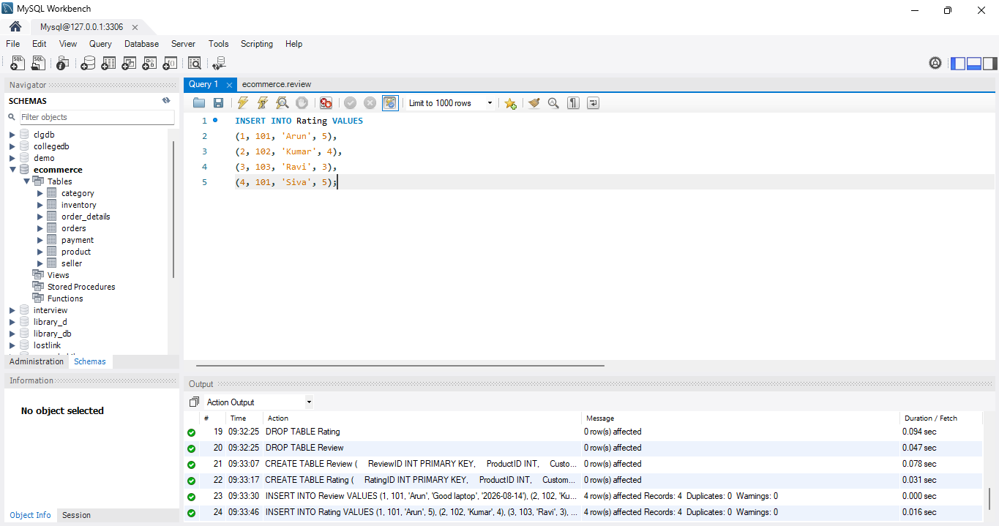 MySQL Workbench
Mysql@127.0.0.1:3306
File Edit View Query Database Server Tools Scripting Help
Navigator
SCHEMAS
Filter objects
clgdb
collegedb
demo
ecommerce
Tables
category
inventory
order_details
orders
payment
product
seller
Views
Stored Procedures
Functions
interview
library_d
library_db
lostlink
Administration Schemas
Information
No object selected
Object Info Session
Query 1 ecommerce.review
Limit to 1000 rows
1 INSERT INTO Rating VALUES
2 (1, 101, 'Arun', 5),
3 (2, 102, 'Kumar', 4),
4 (3, 103, 'Ravi', 3),
5 (4, 101, 'Siva', 5);
Output
Action Output
# Time Action Message Duration / Fetch
19 09:32:25 DROP TABLE Rating 0 row(s) affected 0.094 sec
20 09:32:25 DROP TABLE Review 0 row(s) affected 0.047 sec
21 09:33:07 CREATE TABLE Review ( ReviewID INT PRIMARY KEY, ProductID INT, Custo... 0 row(s) affected 0.078 sec
22 09:33:17 CREATE TABLE Rating ( RatingID INT PRIMARY KEY, ProductID INT, Custom... 0 row(s) affected 0.031 sec
23 09:33:30 INSERT INTO Review VALUES (1, 101, 'Arun', 'Good laptop', '2026-08-14'), (2, 102, 'Ku... 4 row(s) affected Records: 4 Duplicates: 0 Warnings: 0 0.000 sec
24 09:33:46 INSERT INTO Rating VALUES (1, 101, 'Arun', 5), (2, 102, 'Kumar', 4), (3, 103, 'Ravi', 3), ... 4 row(s) affected Records: 4 Duplicates: 0 Warnings: 0 0.016 sec